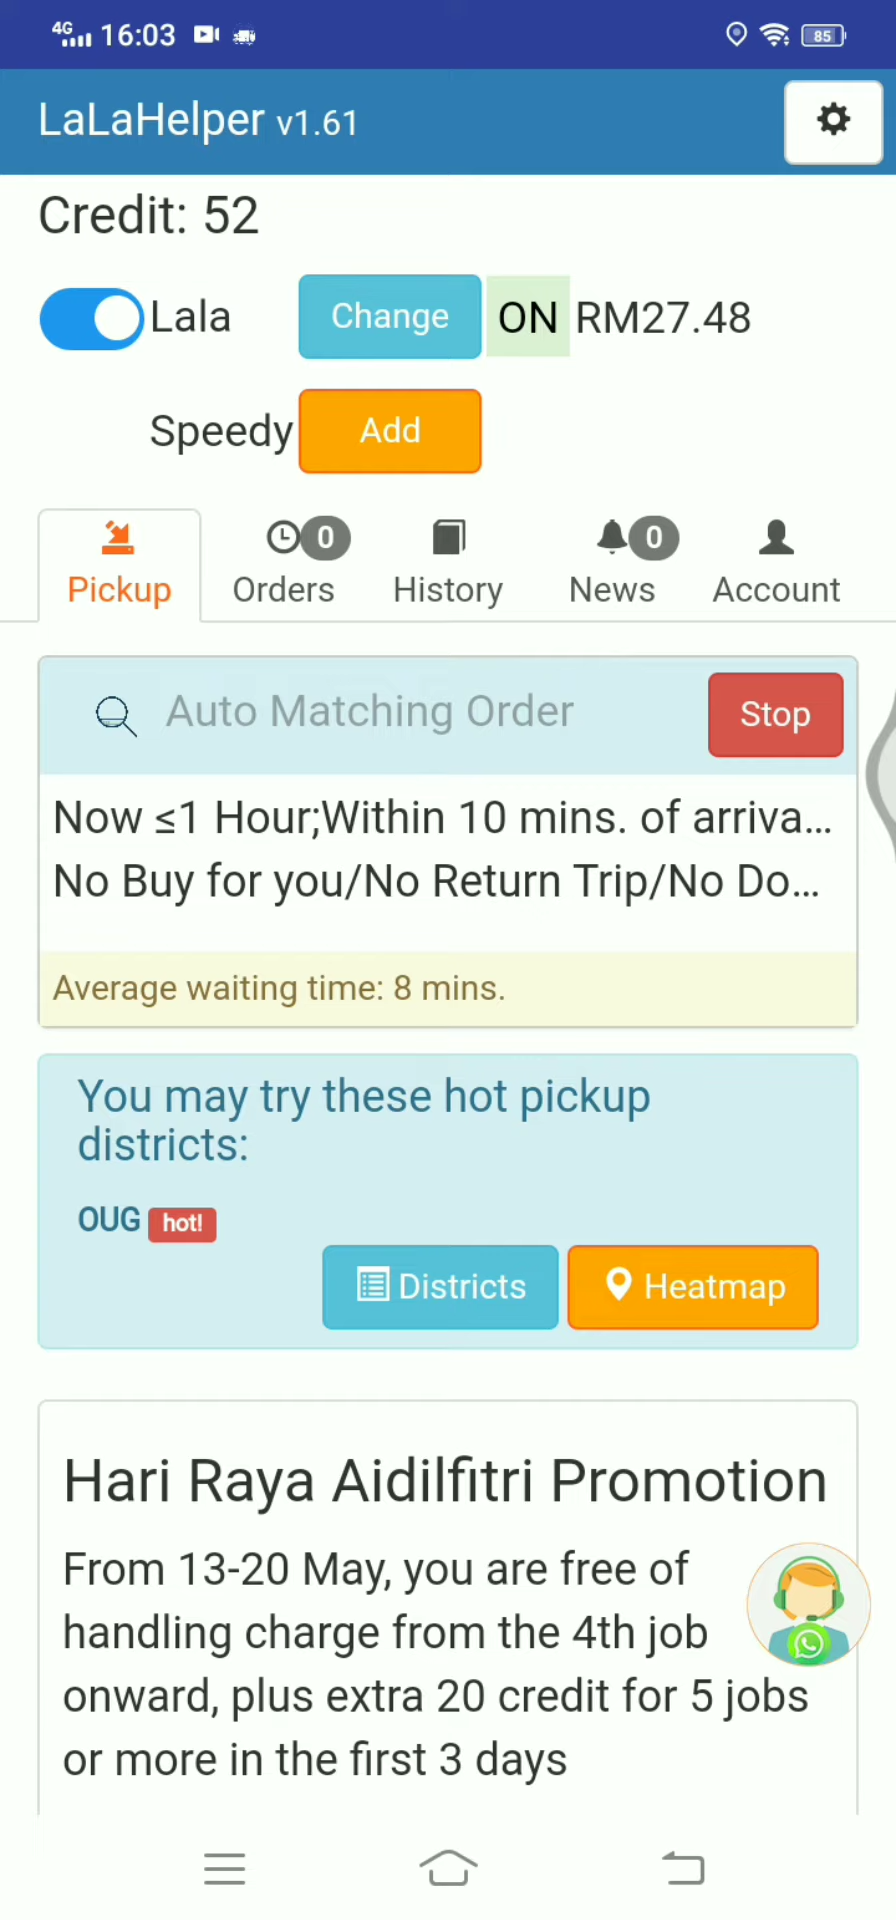 4G 16:03 85
LaLaHelper v1.61
Credit: 52
Lala Change ON RM27.48
Speedy Add
0 0
Pickup Orders History News Account
Auto Matching Order Stop
Now ≤1 Hour;Within 10 mins. of arriva...
No Buy for you/No Return Trip/No Do...
Average waiting time: 8 mins.
You may try these hot pickup
districts:
OUG hot!
Districts Heatmap
Hari Raya Aidilfitri Promotion
From 13-20 May, you are free of
handling charge from the 4th job
onward, plus extra 20 credit for 5 jobs
or more in the first 3 days